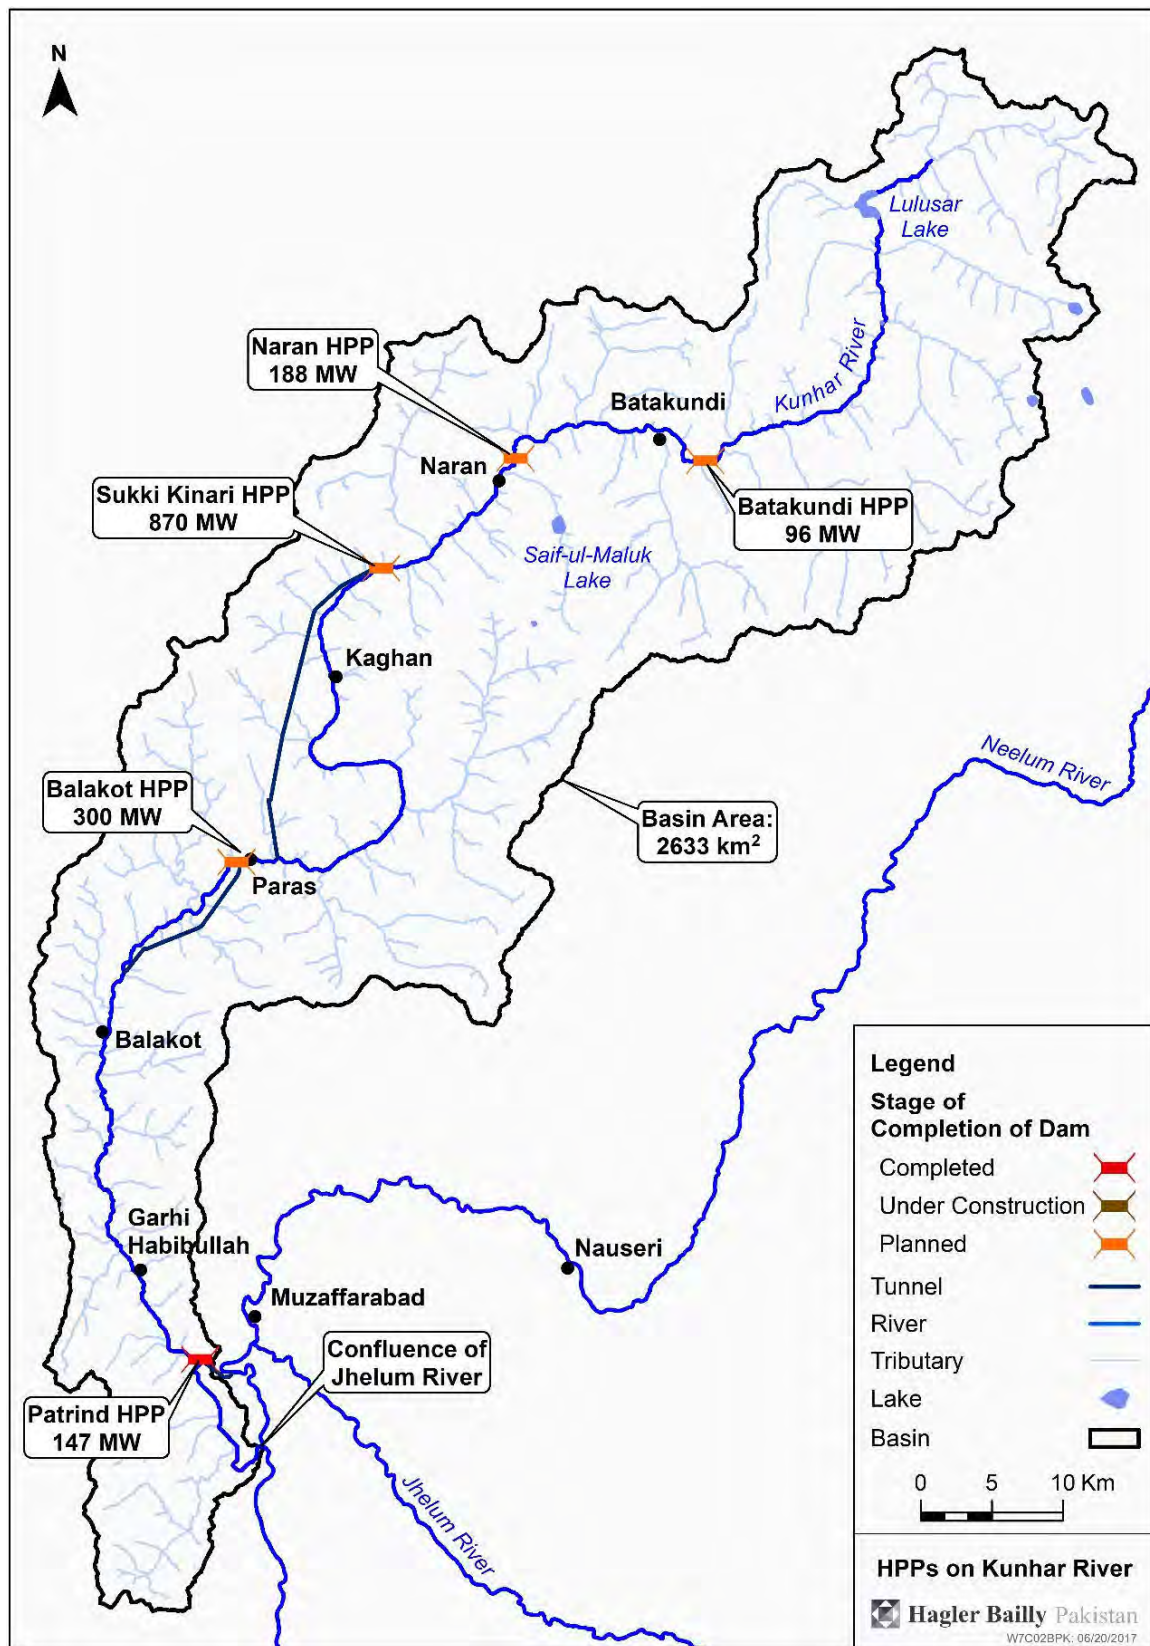 N
Lulusar
Lake
Naran HPP
188 MW
Batakundi
Kunhar River
Naran
Sukki Kinari HPP
870 MW
Batakundi HPP
96 MW
Saif-ul-Maluk
Lake
Kaghan
Neelum River
Balakot HPP
300 MW
Basin Area:
2633 km²
Paras
Balakot
Garhi
Habibullah
Nauseri
Muzaffarabad
Confluence of
Jhelum River
Patrind HPP
147 MW
Jhelum River
Legend
Stage of
Completion of Dam
Completed
Under Construction
Planned
Tunnel
River
Tributary
Lake
Basin
0 5 10 Km
HPPs on Kunhar River
Hagler Bailly Pakistan
W7C02BPK: 06/20/2017